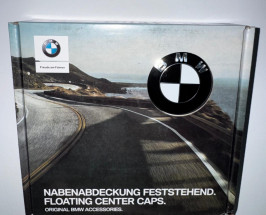 BMW
NABENABDECKUNG FESTSTEHEND.
FLOATING CENTER CAPS.
ORIGINAL BMW ACCESSORIES.